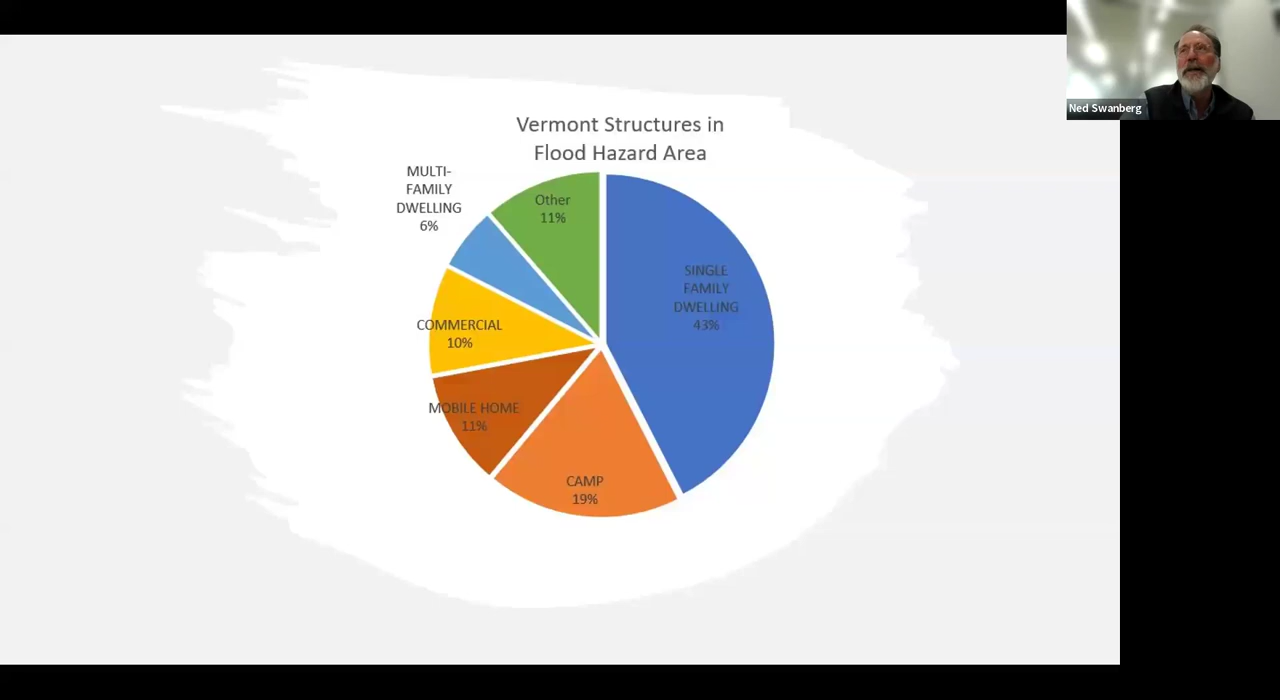 Ned Swanberg
Vermont Structures in
Flood Hazard Area
MULTI-
FAMILY
DWELLING
6%
Other
11%
SINGLE
FAMILY
DWELLING
43%
COMMERCIAL
10%
MOBILE HOME
11%
CAMP
19%